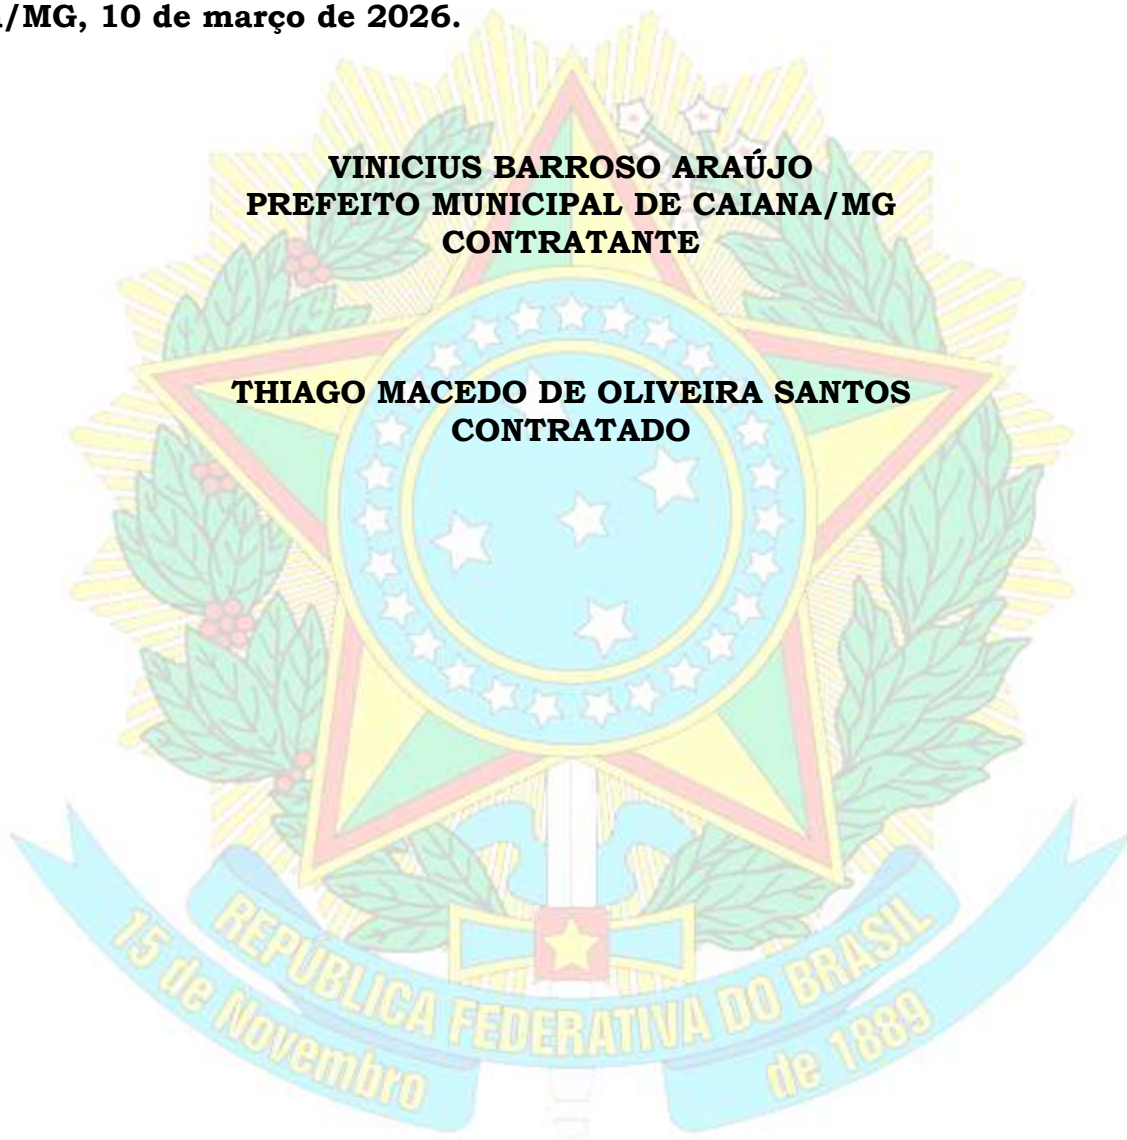 /MG, 10 de março de 2026.
VINICIUS BARROSO ARAÚJO
PREFEITO MUNICIPAL DE CAIANA/MG
CONTRATANTE
THIAGO MACEDO DE OLIVEIRA SANTOS
CONTRATADO
REPÚBLICA FEDERATIVA DO BRASIL
15 de Novembro de 1889